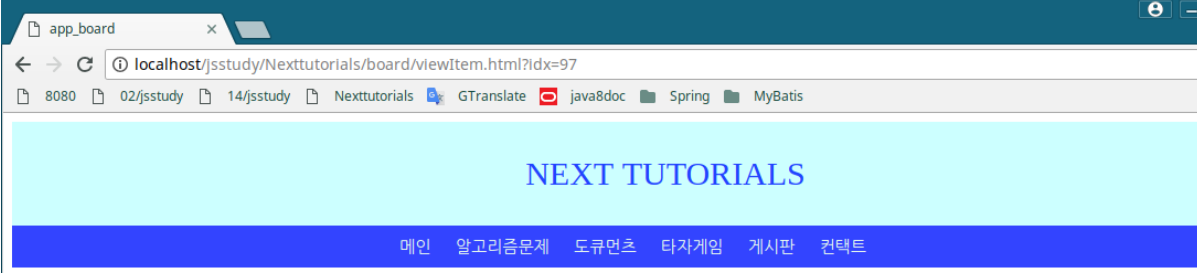 app_board
localhost/jsstudy/Nexttutorials/board/viewItem.html?idx=97
8080 02/jsstudy 14/jsstudy Nexttutorials GTranslate java8doc Spring MyBatis
NEXT TUTORIALS
메인 알고리즘문제 도큐먼츠 타자게임 게시판 컨택트